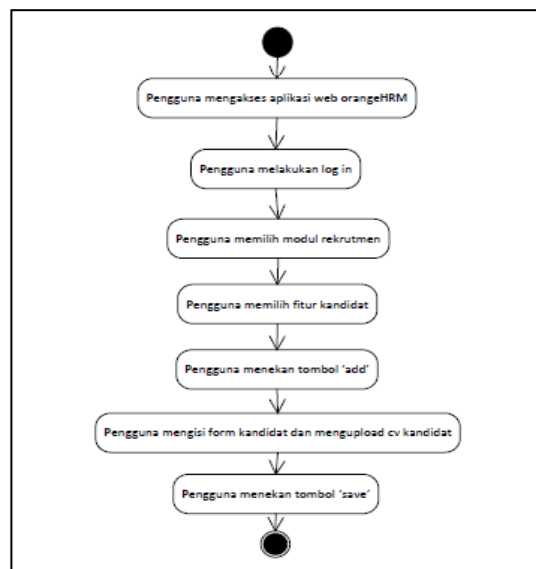 Pengguna mengakses aplikasi web orangeHRM
Pengguna melakukan log in
Pengguna memilih modul rekrutmen
Pengguna memilih fitur kandidat
Pengguna menekan tombol 'add'
Pengguna mengisi form kandidat dan mengupload cv kandidat
Pengguna menekan tombol 'save'